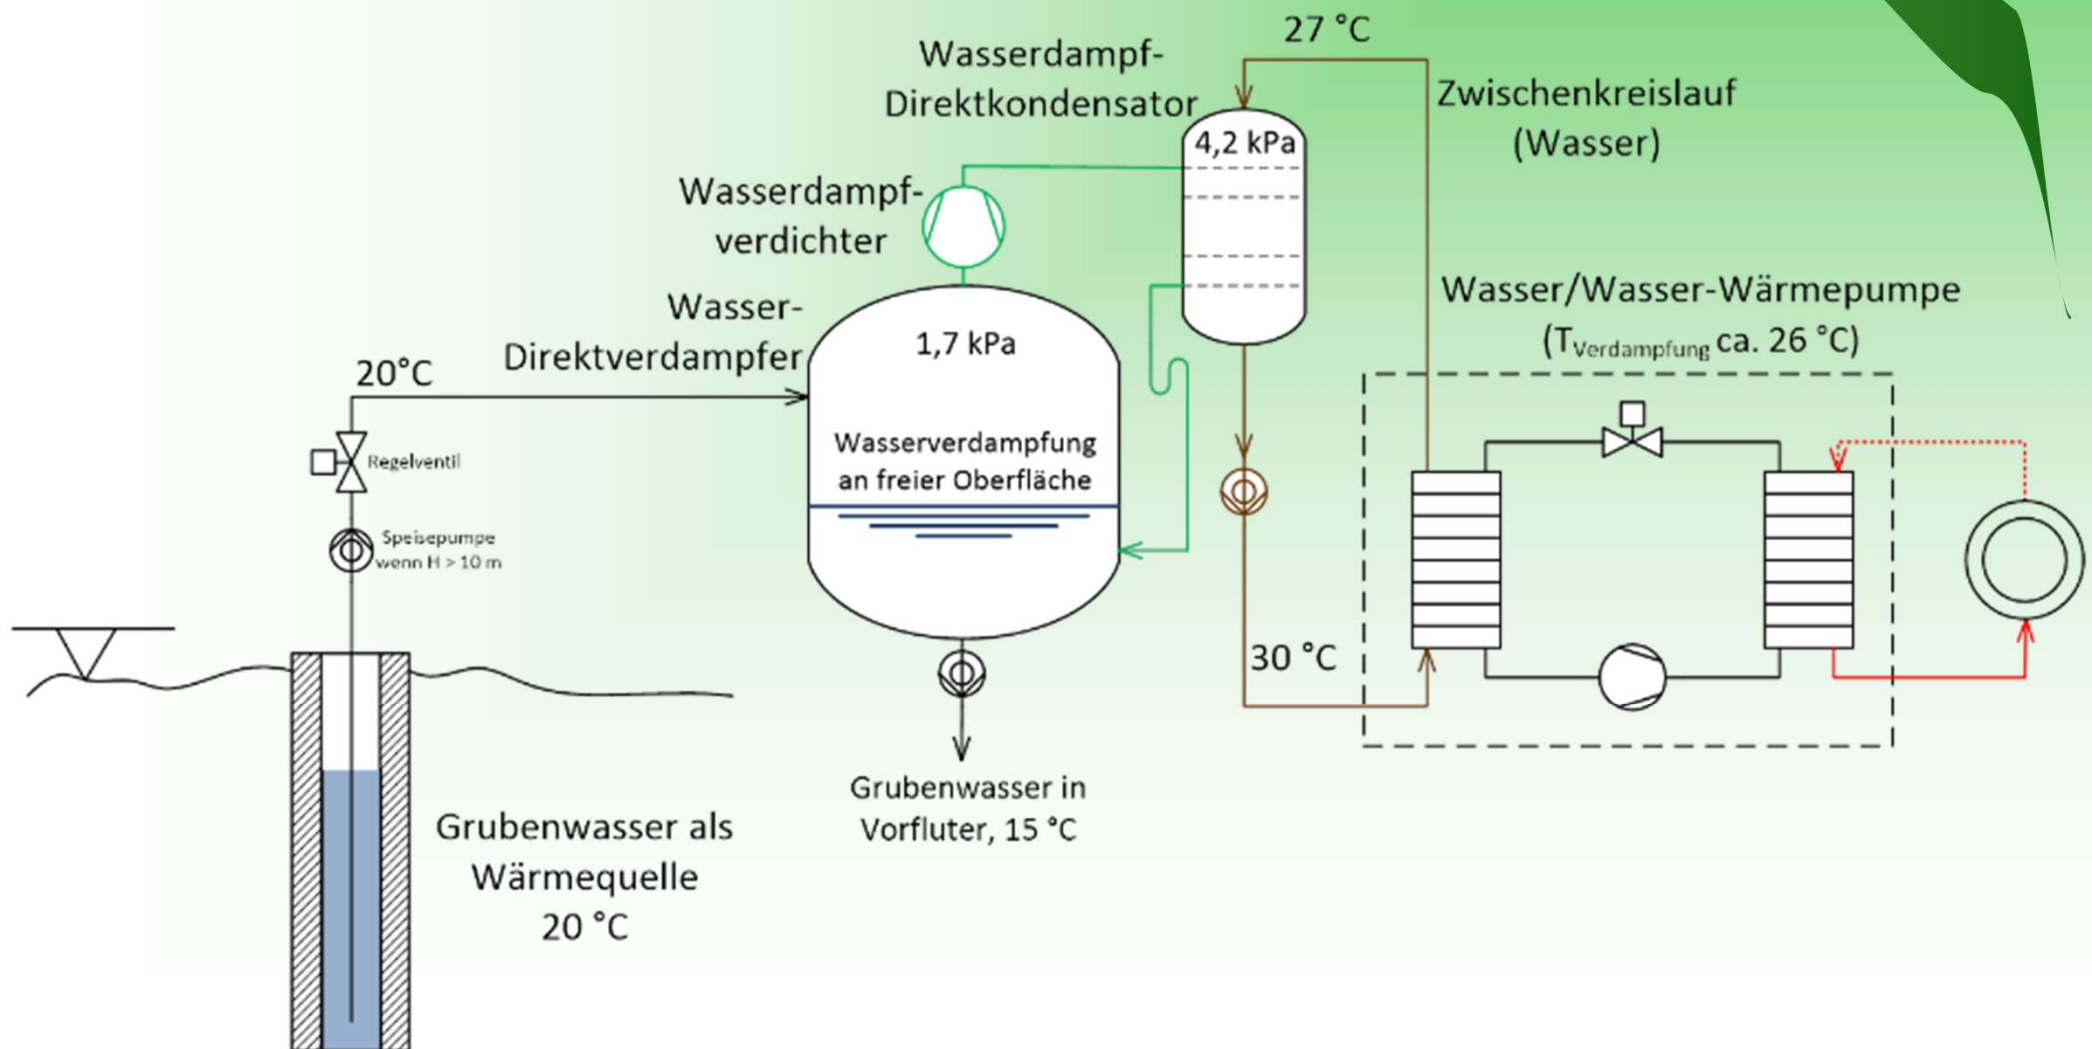 27 °C
Wasserdampf-
Direktkondensator
Zwischenkreislauf
(Wasser)
4,2 kPa
Wasserdampf-
verdichter
Wasser-
Direktverdampfer
1,7 kPa
Wasser/Wasser-Wärmepumpe
(TVerdampfung ca. 26 °C)
20°C
Wasserverdampfung
an freier Oberfläche
Regelventil
Speisepumpe
wenn H > 10 m
30 °C
Grubenwasser in
Vorfluter, 15 °C
Grubenwasser als
Wärmequelle
20 °C